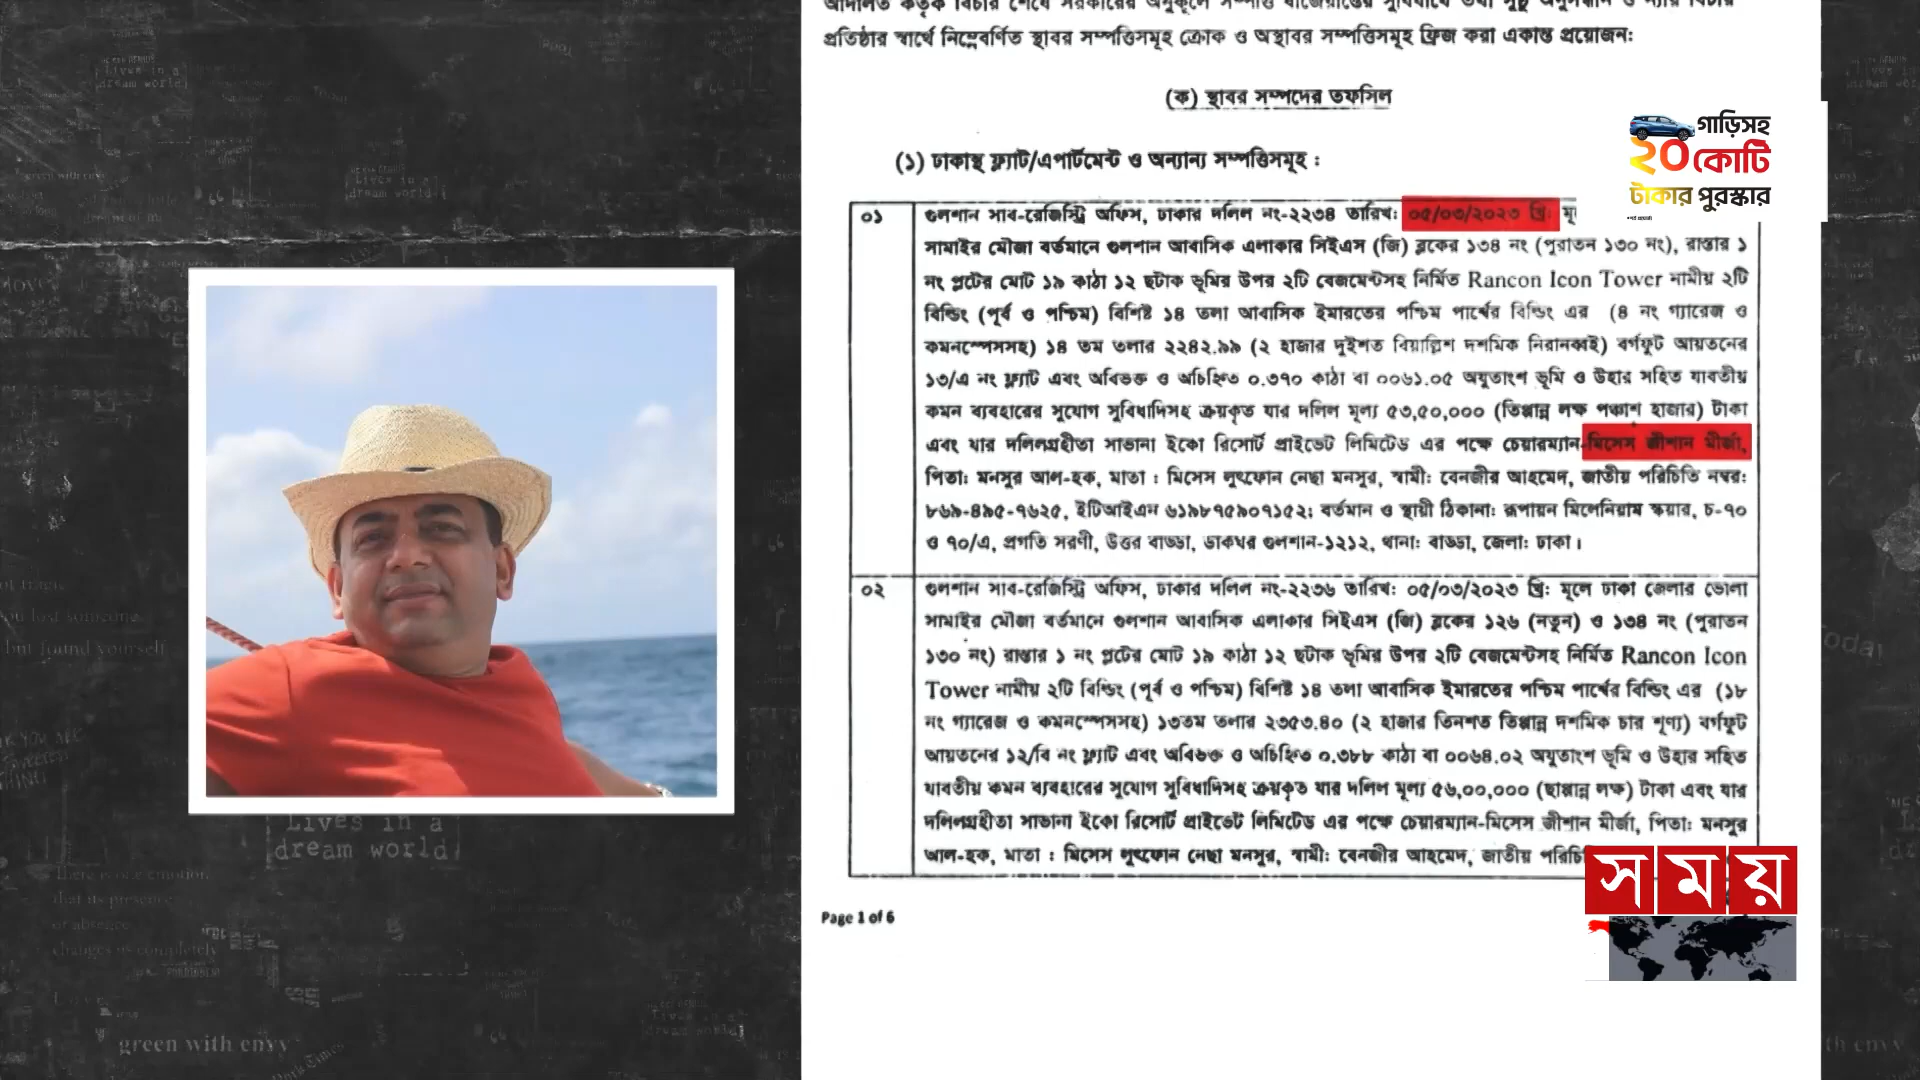 প্রতিষ্ঠার স্বার্থে নিম্নেবর্ণিত স্থাবর সম্পত্তিসমূহ ক্রোক ও অস্থাবর সম্পত্তিসমূহ ফ্রিজ করা একান্ত প্রয়োজন:
(ক) স্থাবর সম্পদের তফসিল
(১) ঢাকাস্থ ফ্ল্যাট/এপার্টমেন্ট ও অন্যান্য সম্পত্তিসমূহ :
গাড়িসহ
২০ কোটি
টাকার পুরস্কার
০১
গুলশান সাব-রেজিস্ট্রি অফিস, ঢাকার দলিল নং-২২৩৪ তারিখ: ০৫/০৩/২০২৩ খ্রি:
সামাইর মৌজা বর্তমানে গুলশান আবাসিক এলাকার সিইএস (জি) ব্লকের ১৩৪ নং (পুরাতন ১৩০ নং), রাস্তার ১
নং প্লটের মোট ১৯ কাঠা ১২ ছটাক ভূমির উপর ২টি বেজমেন্টসহ নির্মিত Rancon Icon Tower নামীয় ২টি
বিল্ডিং (পূর্ব ও পশ্চিম) বিশিষ্ট ১৪ তলা আবাসিক ইমারতের পশ্চিম পার্শ্বের বিল্ডিং এর (৪ নং গ্যারেজ ও
কমনস্পেসসহ) ১৪ তম তলার ২২৪২.৯৯ (২ হাজার দুইশত বিয়াল্লিশ দশমিক নিরানব্বই) বর্গফুট আয়তনের
১৩/এ নং ফ্ল্যাট এবং অবিভক্ত ও অচিহ্নিত ০.৩৭০ কাঠা বা ০০৬১.০৫ অযুতাংশ ভূমি ও উহার সহিত যাবতীয়
কমন ব্যবহারের সুযোগ সুবিধাদিসহ ক্রয়কৃত যার দলিল মূল্য ৫৩,৫০,০০০ (তিপ্পান্ন লক্ষ পঞ্চাশ হাজার) টাকা
এবং যার দলিলগ্রহীতা সাভানা ইকো রিসোর্ট প্রাইভেট লিমিটেড এর পক্ষে চেয়ারম্যান-মিসেস জীশান মীর্জা,
পিতা: মনসুর আল-হক, মাতা : মিসেস লুৎফোন নেছা মনসুর, স্বামী: বেনজীর আহমেদ, জাতীয় পরিচিতি নম্বর:
৮৬৯-৪৯৫-৭৬২৫, ইটিআইএন ৬১৯৮৭৫৯০৭১৫২; বর্তমান ও স্থায়ী ঠিকানা: রূপায়ন মিলেনিয়াম স্কয়ার, চ-৭০
ও ৭০/এ, প্রগতি সরণী, উত্তর বাড্ডা, ডাকঘর গুলশান-১২১২, থানা: বাড্ডা, জেলা: ঢাকা।
০২
গুলশান সাব-রেজিস্ট্রি অফিস, ঢাকার দলিল নং-২২৩৬ তারিখ: ০৫/০৩/২০২৩ খ্রি: মূলে ঢাকা জেলার ভোলা
সামাইর মৌজা বর্তমানে গুলশান আবাসিক এলাকার সিইএস (জি) ব্লকের ১২৬ (নতুন) ও ১৩৪ নং (পুরাতন
১৩০ নং) রাস্তার ১ নং প্লটের মোট ১৯ কাঠা ১২ ছটাক ভূমির উপর ২টি বেজমেন্টসহ নির্মিত Rancon Icon
Tower নামীয় ২টি বিল্ডিং (পূর্ব ও পশ্চিম) বিশিষ্ট ১৪ তলা আবাসিক ইমারতের পশ্চিম পার্শ্বের বিল্ডিং এর (১৮
নং গ্যারেজ ও কমনস্পেসসহ) ১৩তম তলার ২৩৫৩.৪০ (২ হাজার তিনশত তিপ্পান্ন দশমিক চার শূণ্য) বর্গফুট
আয়তনের ১২/বি নং ফ্ল্যাট এবং অবিভক্ত ও অচিহ্নিত ০.৩৮৮ কাঠা বা ০০৬৪.০২ অযুতাংশ ভূমি ও উহার সহিত
যাবতীয় কমন ব্যবহারের সুযোগ সুবিধাদিসহ ক্রয়কৃত যার দলিল মূল্য ৫৬,০০,০০০ (ছাপ্পান্ন লক্ষ) টাকা এবং যার
দলিলগ্রহীতা সাভানা ইকো রিসোর্ট প্রাইভেট লিমিটেড এর পক্ষে চেয়ারম্যান-মিসেস জীশান মীর্জা, পিতা: মনসুর
আল-হক, মাতা : মিসেস লুৎফোন নেছা মনসুর, স্বামী: বেনজীর আহমেদ, জাতীয়
Page 1 of 6
সময়
Lives in a
dream world
green with envy